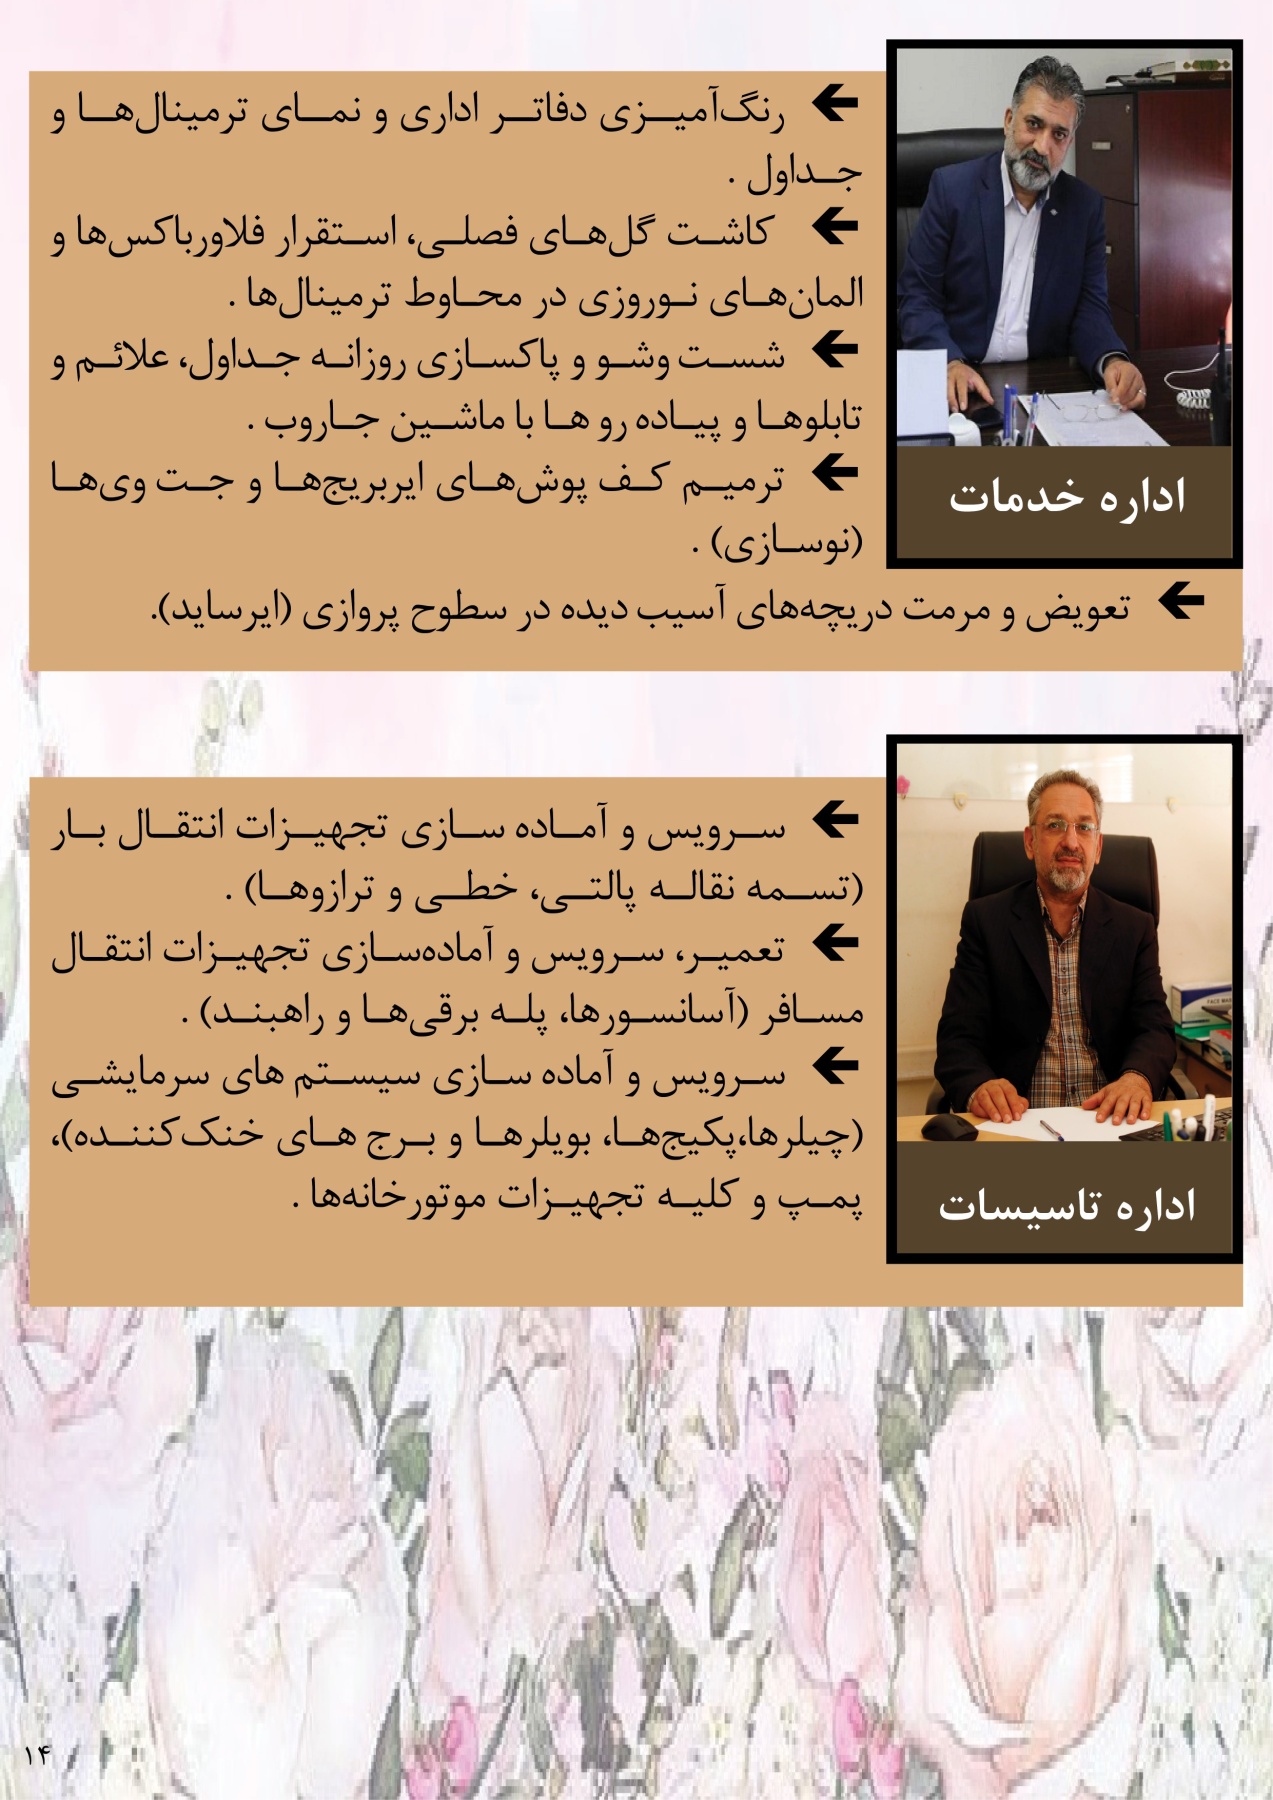 رنگ‌آمیزی دفاتر اداری و نمای ترمینال‌ها و
جداول .
کاشت گل‌های فصلی، استقرار فلاورباکس‌ها و
المان‌های نوروزی در محاوط ترمینال‌ها .
شست وشو و پاکسازی روزانه جداول، علائم و
تابلوها و پیاده رو ها با ماشین جاروب .
ترمیم کف پوش‌های ایربریج‌ها و جت وی‌ها
(نوسازی) .
تعویض و مرمت دریچه‌های آسیب دیده در سطوح پروازی (ایرساید).
اداره خدمات
سرویس و آماده سازی تجهیزات انتقال بار
(تسمه نقاله پالتی، خطی و ترازوها) .
تعمیر، سرویس و آماده‌سازی تجهیزات انتقال
مسافر (آسانسورها، پله برقی‌ها و راهبند) .
سرویس و آماده سازی سیستم های سرمایشی
(چیلرها،پکیج‌ها، بویلرها و برج های خنک‌کننده)،
پمپ و کلیه تجهیزات موتورخانه‌ها .
اداره تاسیسات
FACE MASK
۱۴